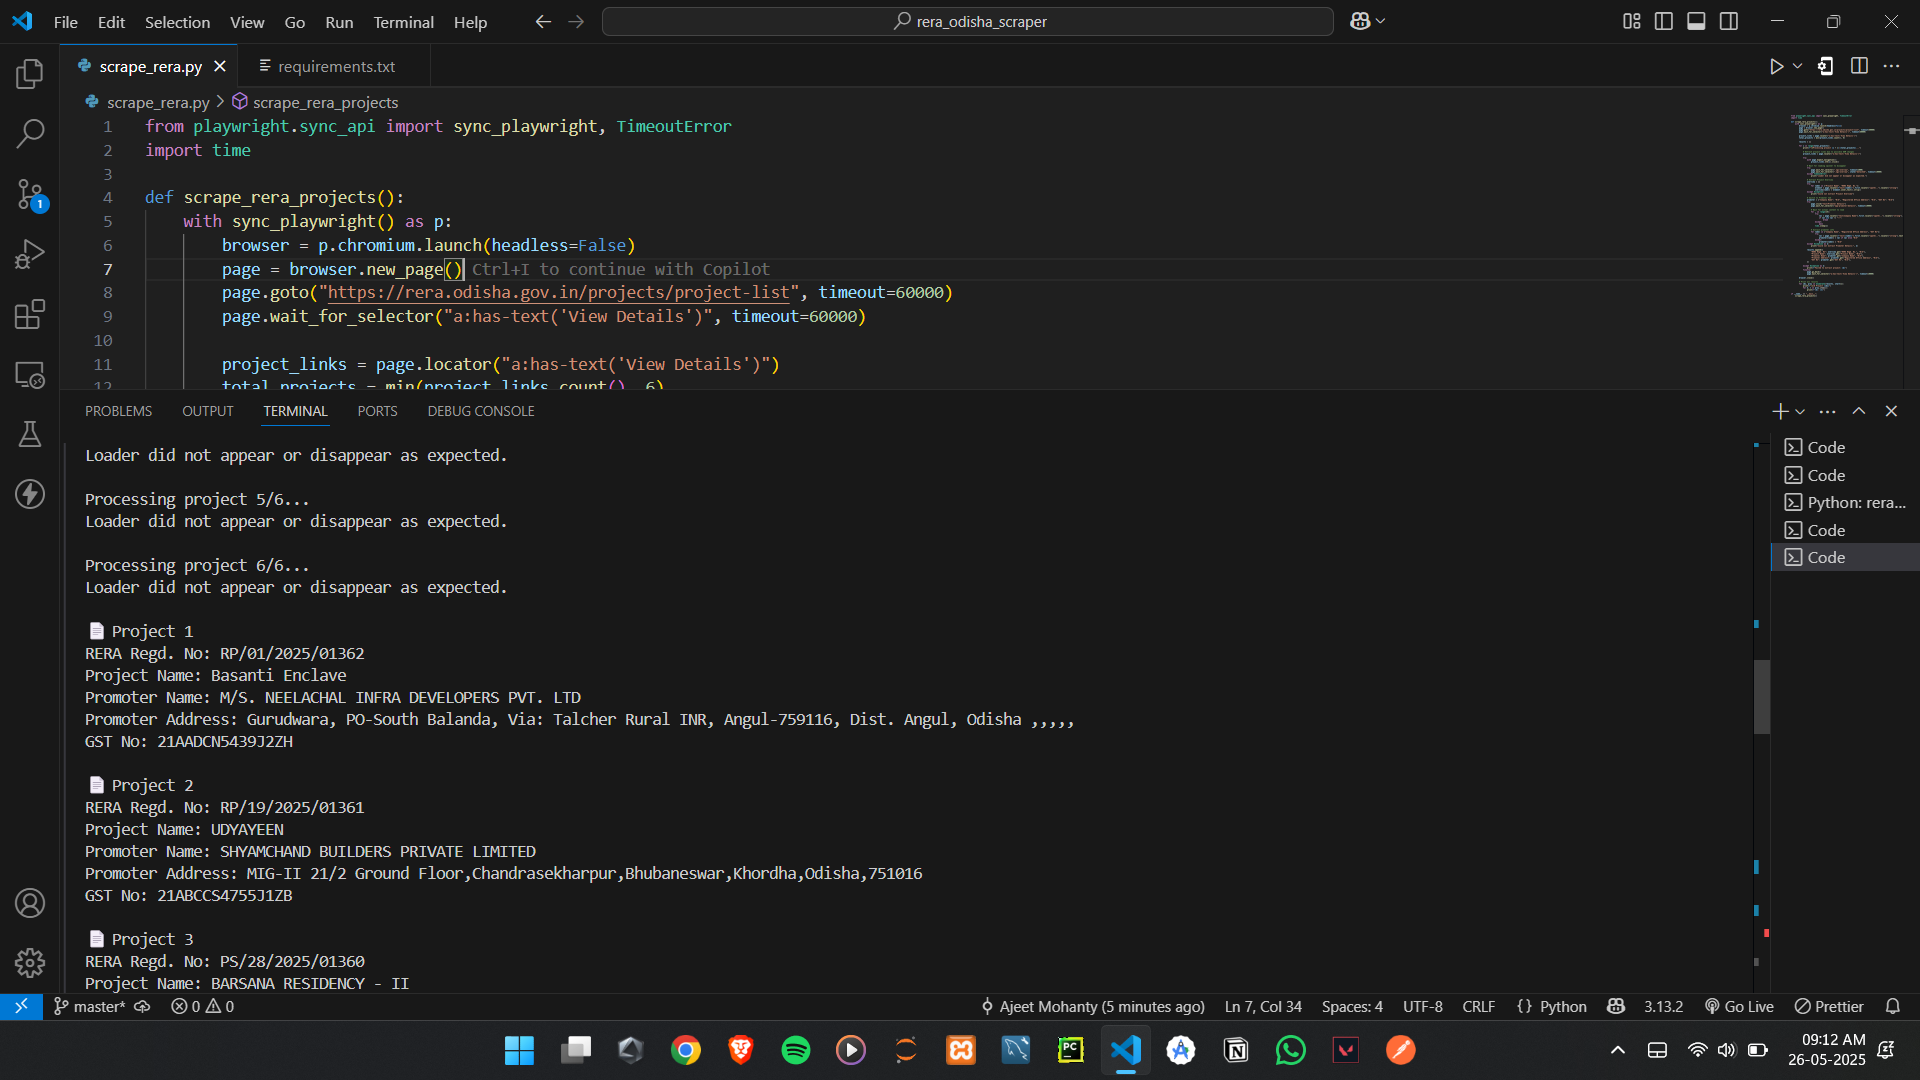 File Edit Selection View Go Run Terminal Help
rera_odisha_scraper
scrape_rera.py
requirements.txt
scrape_rera.py > scrape_rera_projects
1 from playwright.sync_api import sync_playwright, TimeoutError
2 import time
3
4 def scrape_rera_projects():
5 with sync_playwright() as p:
6 browser = p.chromium.launch(headless=False)
7 page = browser.new_page() Ctrl+I to continue with Copilot
8 page.goto("https://rera.odisha.gov.in/projects/project-list", timeout=60000)
9 page.wait_for_selector("a:has-text('View Details')", timeout=60000)
10
11 project_links = page.locator("a:has-text('View Details')")
12 total_projects = min(project_links.count(), 6)
PROBLEMS OUTPUT TERMINAL PORTS DEBUG CONSOLE
Loader did not appear or disappear as expected.
Processing project 5/6...
Loader did not appear or disappear as expected.
Processing project 6/6...
Loader did not appear or disappear as expected.
Project 1
RERA Regd. No: RP/01/2025/01362
Project Name: Basanti Enclave
Promoter Name: M/S. NEELACHAL INFRA DEVELOPERS PVT. LTD
Promoter Address: Gurudwara, PO-South Balanda, Via: Talcher Rural INR, Angul-759116, Dist. Angul, Odisha ,,,,,
GST No: 21AADCN5439J2ZH
Project 2
RERA Regd. No: RP/19/2025/01361
Project Name: UDYAYEEN
Promoter Name: SHYAMCHAND BUILDERS PRIVATE LIMITED
Promoter Address: MIG-II 21/2 Ground Floor,Chandrasekharpur,Bhubaneswar,Khordha,Odisha,751016
GST No: 21ABCCS4755J1ZB
Project 3
RERA Regd. No: PS/28/2025/01360
Project Name: BARSANA RESIDENCY - II
Code
Code
Python: rera...
Code
Code
1
master* 0 0
Ajeet Mohanty (5 minutes ago) Ln 7, Col 34 Spaces: 4 UTF-8 CRLF {} Python 3.13.2 Go Live Prettier
PC
09:12 AM
26-05-2025